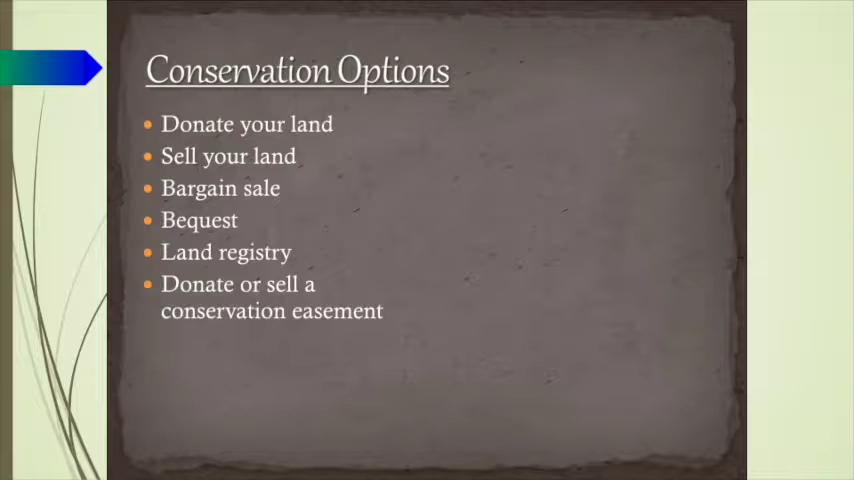 Conservation Options
Donate your land
Sell your land
Bargain sale
Bequest
Land registry
Donate or sell a
conservation easement